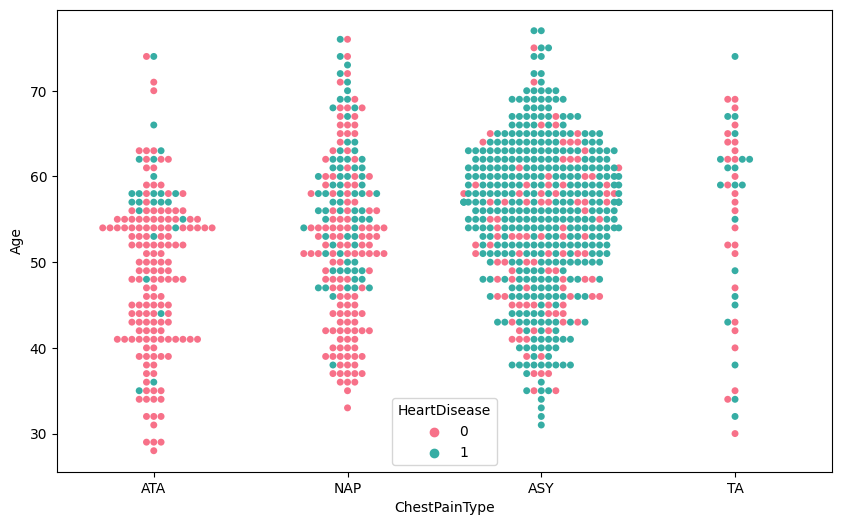 70
60
50
40
30
Age
HeartDisease
0
1
ATA NAP ASY TA
ChestPainType